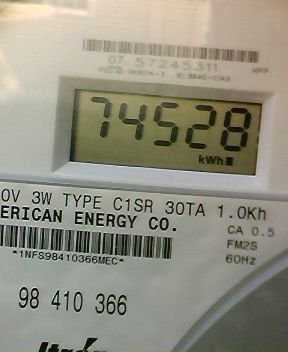 07 57245311
74528
kWh
0V 3W TYPE C1SR 30TA 1.0Kh
ERICAN ENERGY CO.
CA 0.5
FM2S
60Hz
*1NFS98410366MEC*
98 410 366
Itron